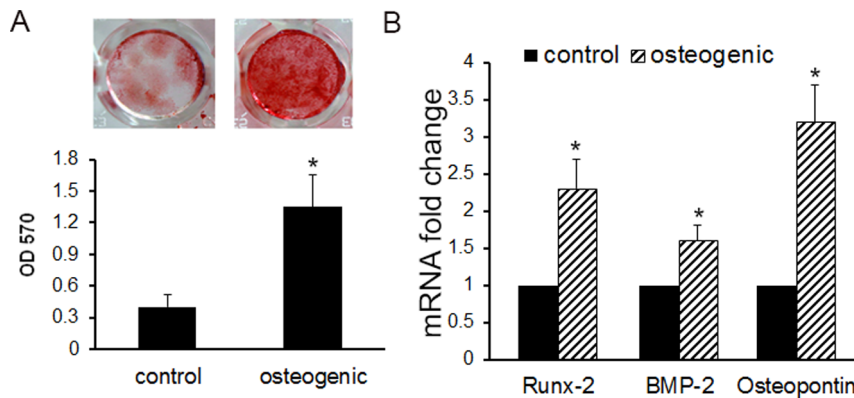 A
B
control osteogenic
1.8
1.5
1.2
0.9
0.6
0.3
0
OD 570
control osteogenic
*
4
3.5
3
2.5
2
1.5
1
0.5
0
mRNA fold change
*
*
*
Runx-2 BMP-2 Osteopontin